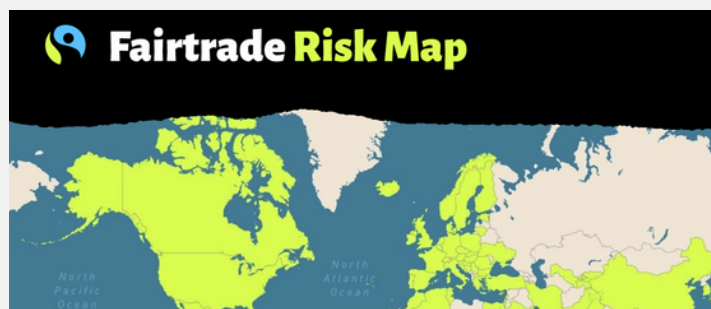 Fairtrade Risk Map
North
Pacific
Ocean
North
Atlantic
Ocean